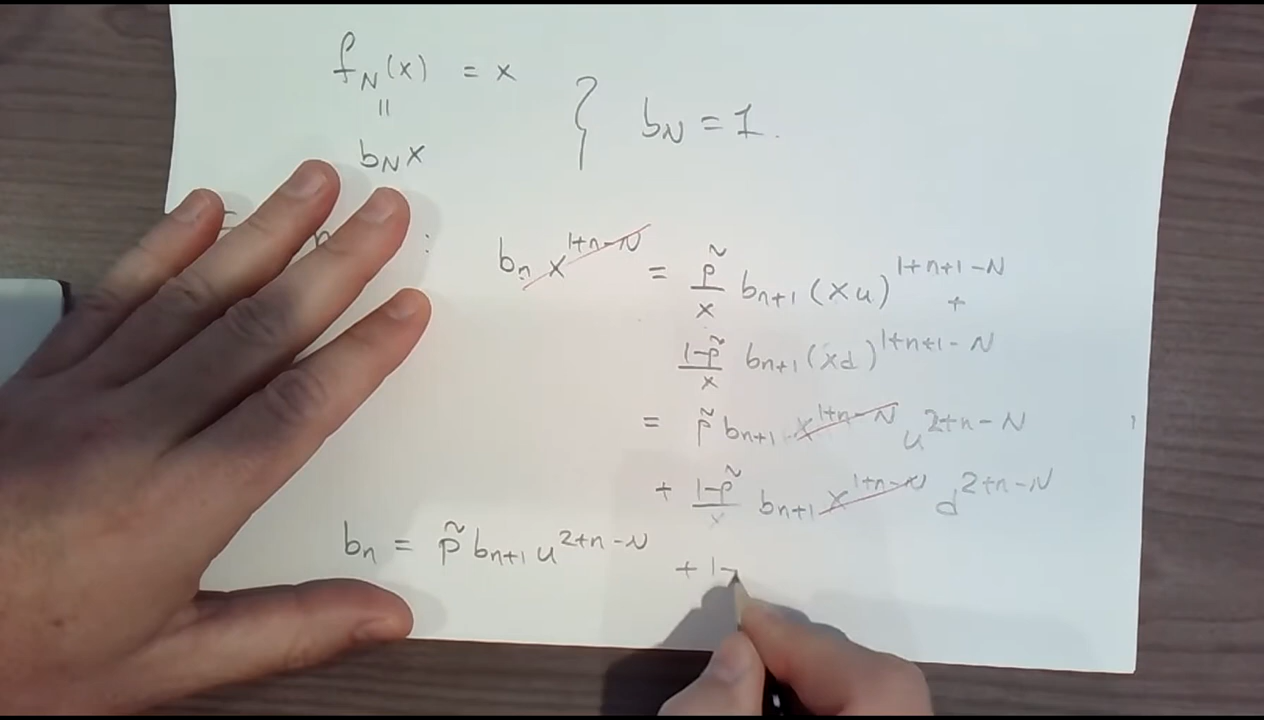 f_N(x) = x
||
b_N x
} b_N = 1.
n : b_n x^{1+n-N} = p̃/x b_{n+1} (xu)^{1+n+1-N} +
1-p̃/x b_{n+1} (xd)^{1+n+1-N}
= p̃ b_{n+1} x^{1+n-N} u^{2+n-N}
+ 1-p̃/x b_{n+1} x^{1+n-N} d^{2+n-N}
b_n = p̃ b_{n+1} u^{2+n-N} + 1-